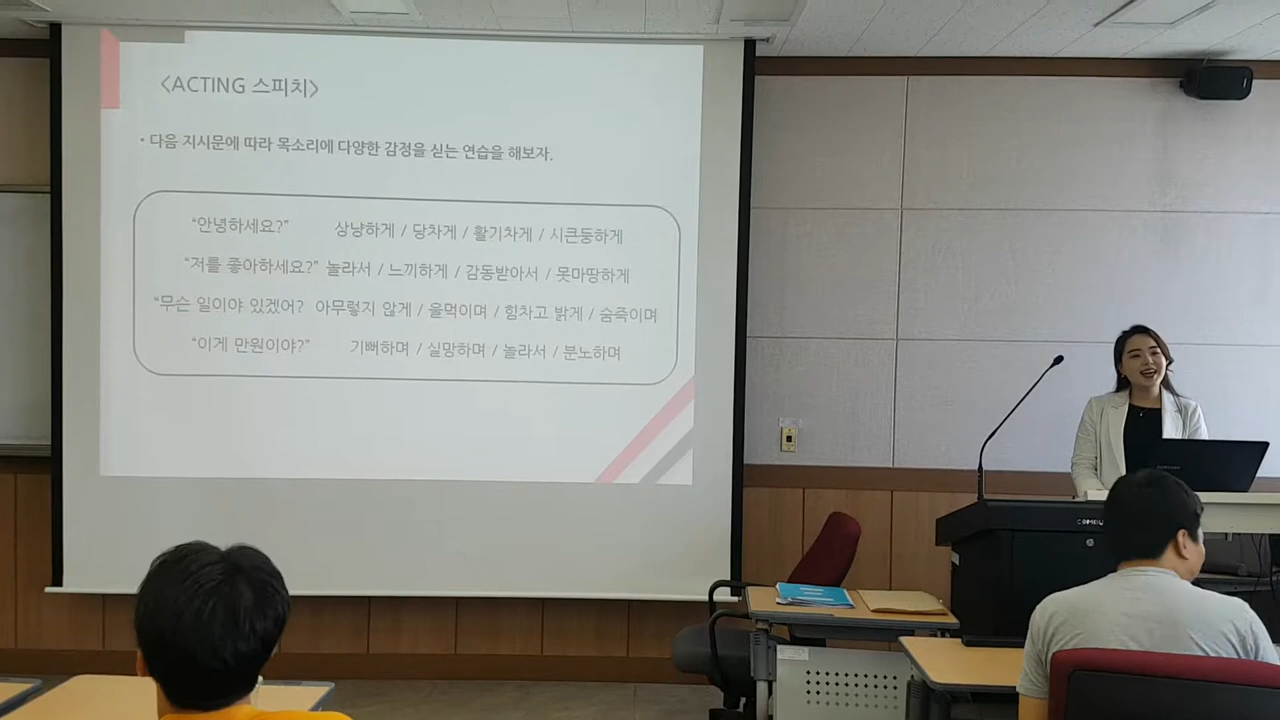 <ACTING 스피치>
• 다음 지시문에 따라 목소리에 다양한 감정을 싣는 연습을 해보자.
“안녕하세요?” 상냥하게 / 당차게 / 활기차게 / 시큰둥하게
“저를 좋아하세요?” 놀라서 / 느끼하게 / 감동받아서 / 못마땅하게
“무슨 일이야 있겠어? 아무렇지 않게 / 울먹이며 / 힘차고 밝게 / 숨죽이며
“이게 만원이야?” 기뻐하며 / 실망하며 / 놀라서 / 분노하며
SAMSUNG